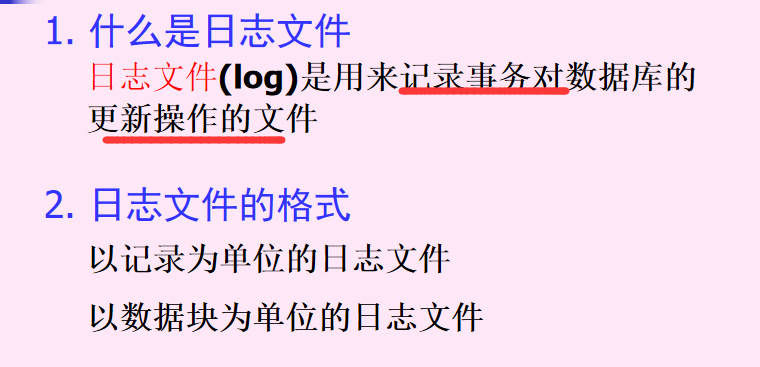 1. 什么是日志文件
日志文件(log)是用来记录事务对数据库的
更新操作的文件
2. 日志文件的格式
以记录为单位的日志文件
以数据块为单位的日志文件